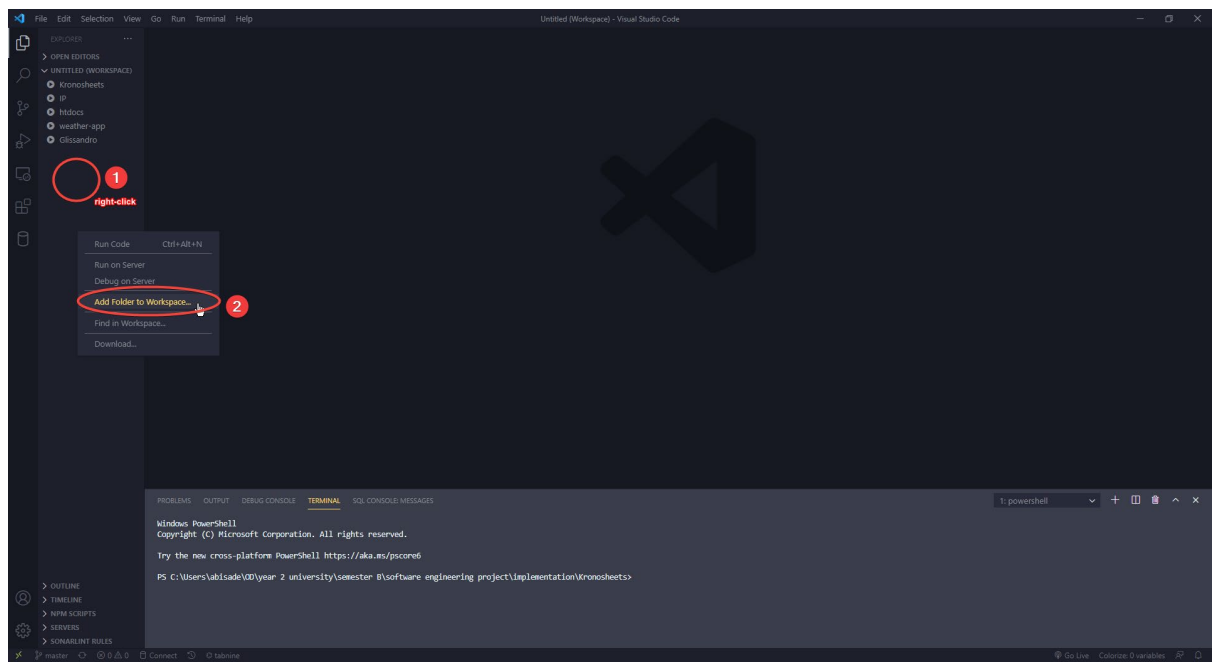 File Edit Selection View Go Run Terminal Help
Untitled (Workspace) - Visual Studio Code
EXPLORER
OPEN EDITORS
UNTITLED (WORKSPACE)
Kronosheets
IP
htdocs
weather-app
Glissandro
1
right-click
Run Code Ctrl+Alt+N
Run on Server
Debug on Server
Add Folder to Workspace...
2
Find in Workspace...
Download...
PROBLEMS OUTPUT DEBUG CONSOLE TERMINAL SQL CONSOLE: MESSAGES
1: powershell
Windows PowerShell
Copyright (C) Microsoft Corporation. All rights reserved.
Try the new cross-platform PowerShell https://aka.ms/pscore6
PS C:\Users\abisade\OD\year 2 university\semester B\software engineering project\implementation\Kronosheets>
OUTLINE
TIMELINE
NPM SCRIPTS
SERVERS
SONARLINT RULES
master 0 0 Connect tabnine
Go Live Colorize: 0 variables